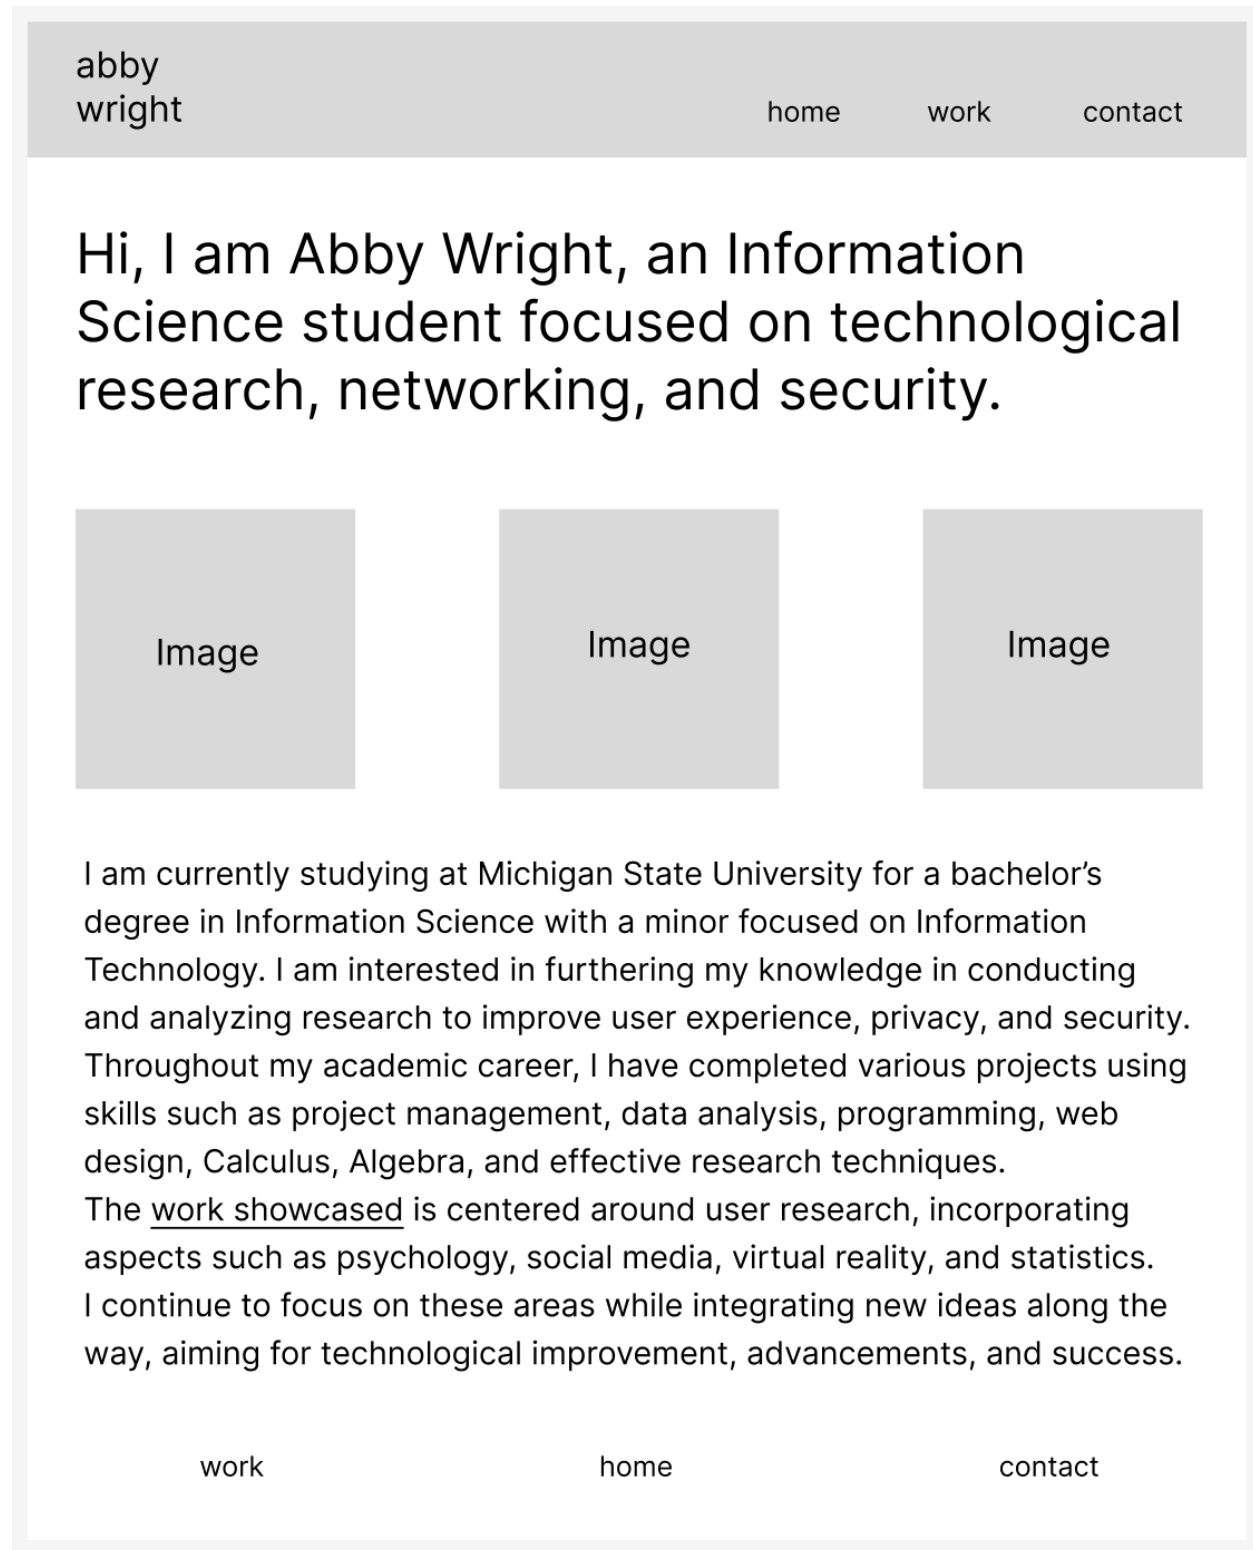 abby
wright
home work contact
Hi, I am Abby Wright, an Information
Science student focused on technological
research, networking, and security.
Image Image Image
I am currently studying at Michigan State University for a bachelor’s
degree in Information Science with a minor focused on Information
Technology. I am interested in furthering my knowledge in conducting
and analyzing research to improve user experience, privacy, and security.
Throughout my academic career, I have completed various projects using
skills such as project management, data analysis, programming, web
design, Calculus, Algebra, and effective research techniques.
The work showcased is centered around user research, incorporating
aspects such as psychology, social media, virtual reality, and statistics.
I continue to focus on these areas while integrating new ideas along the
way, aiming for technological improvement, advancements, and success.
work home contact